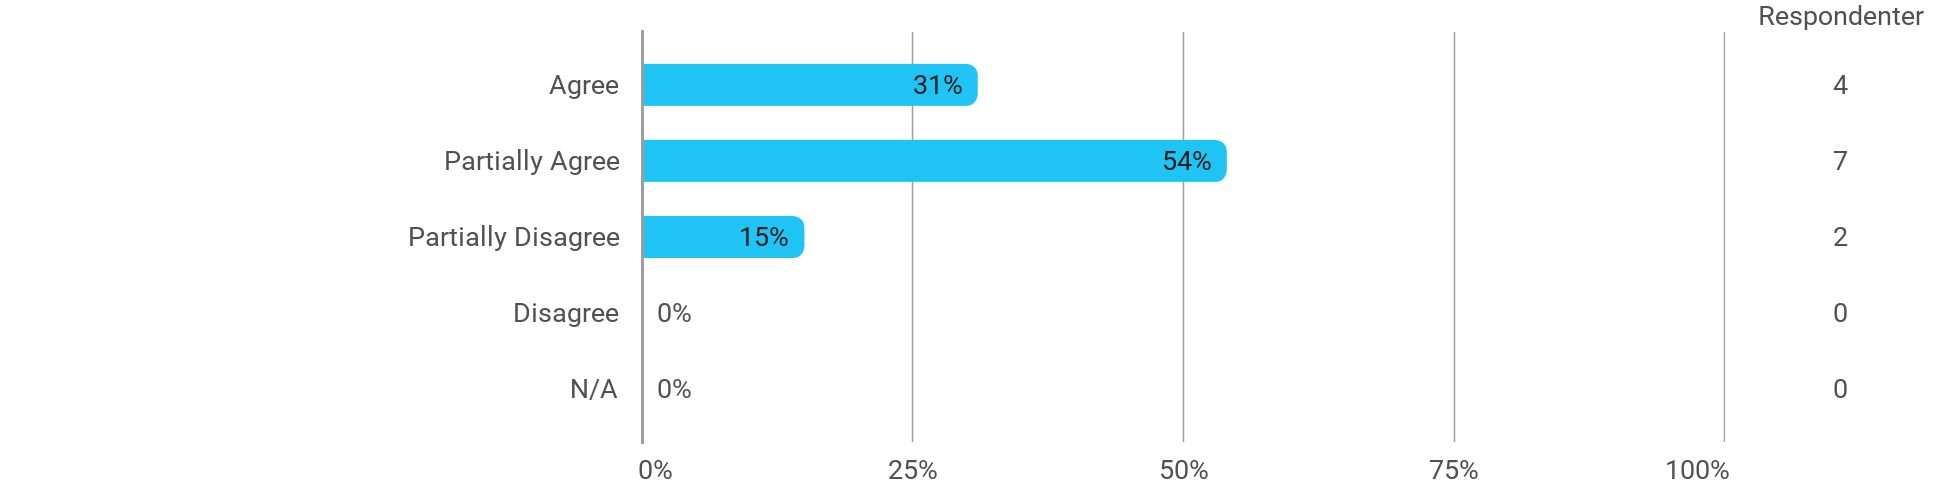 Respondenter
Agree 31% 4
Partially Agree 54% 7
Partially Disagree 15% 2
Disagree 0% 0
N/A 0% 0
0% 25% 50% 75% 100%